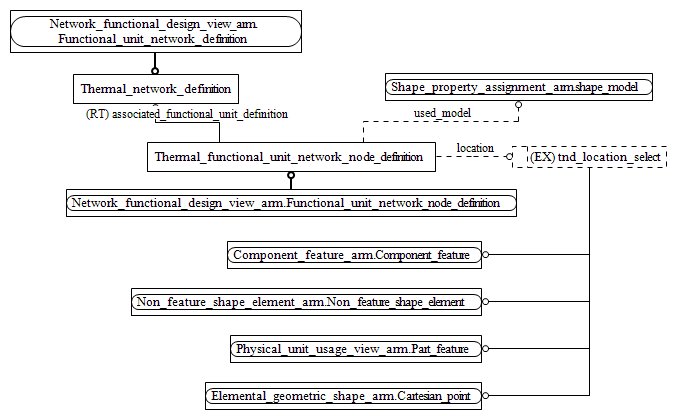 Network_functional_design_view_arm.
Functional_unit_network_definition
Thermal_network_definition
Shape_property_assignment_arm.shape_model
(RT) associated_functional_unit_definition
used_model
Thermal_functional_unit_network_node_definition
location
(EX) tnd_location_select
Network_functional_design_view_arm.Functional_unit_network_node_definition
Component_feature_arm.Component_feature
Non_feature_shape_element_arm.Non_feature_shape_element
Physical_unit_usage_view_arm.Part_feature
Elemental_geometric_shape_arm.Cartesian_point